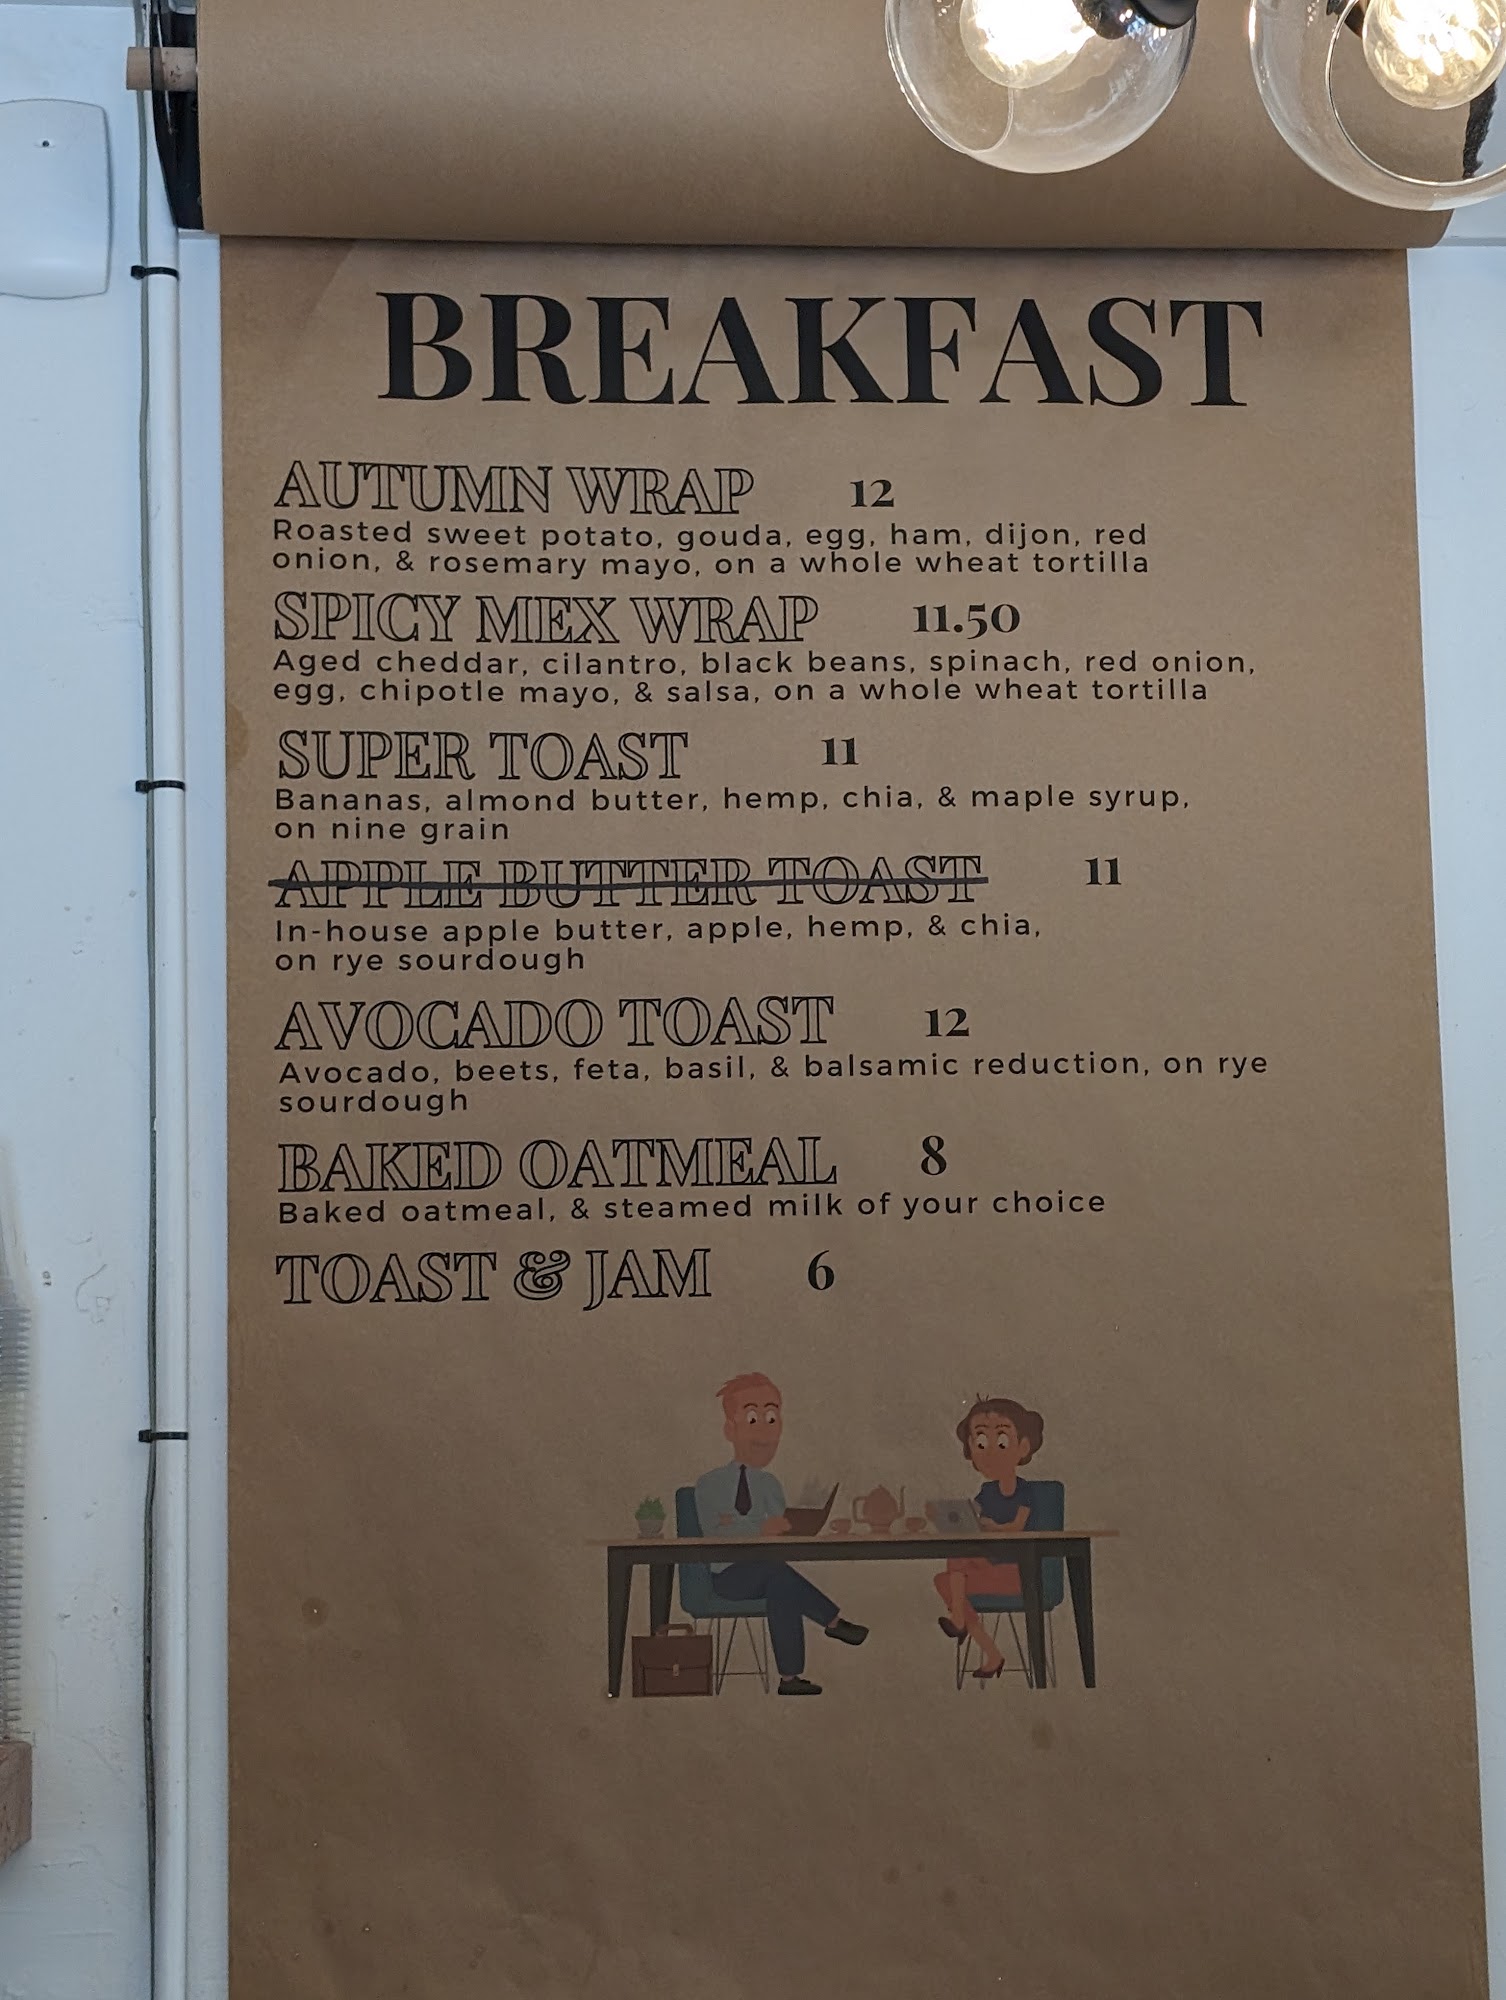 BREAKFAST
AUTUMN WRAP 12
Roasted sweet potato, gouda, egg, ham, dijon, red
onion, & rosemary mayo, on a whole wheat tortilla
SPICY MEX WRAP 11.50
Aged cheddar, cilantro, black beans, spinach, red onion,
egg, chipotle mayo, & salsa, on a whole wheat tortilla
SUPER TOAST 11
Bananas, almond butter, hemp, chia, & maple syrup,
on nine grain
APPLE BUTTER TOAST 11
In-house apple butter, apple, hemp, & chia,
on rye sourdough
AVOCADO TOAST 12
Avocado, beets, feta, basil, & balsamic reduction, on rye
sourdough
BAKED OATMEAL 8
Baked oatmeal, & steamed milk of your choice
TOAST & JAM 6